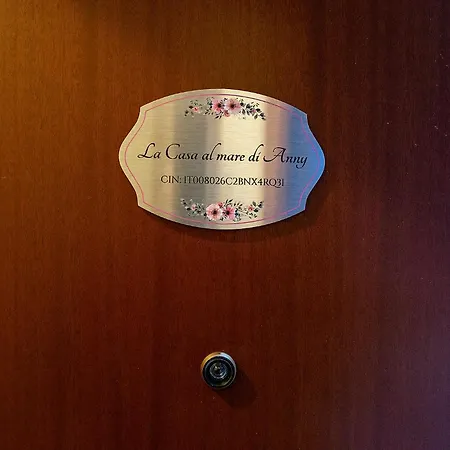 La Casa al mare di Anny
CIN: IT008026C2BNX4RQ3I